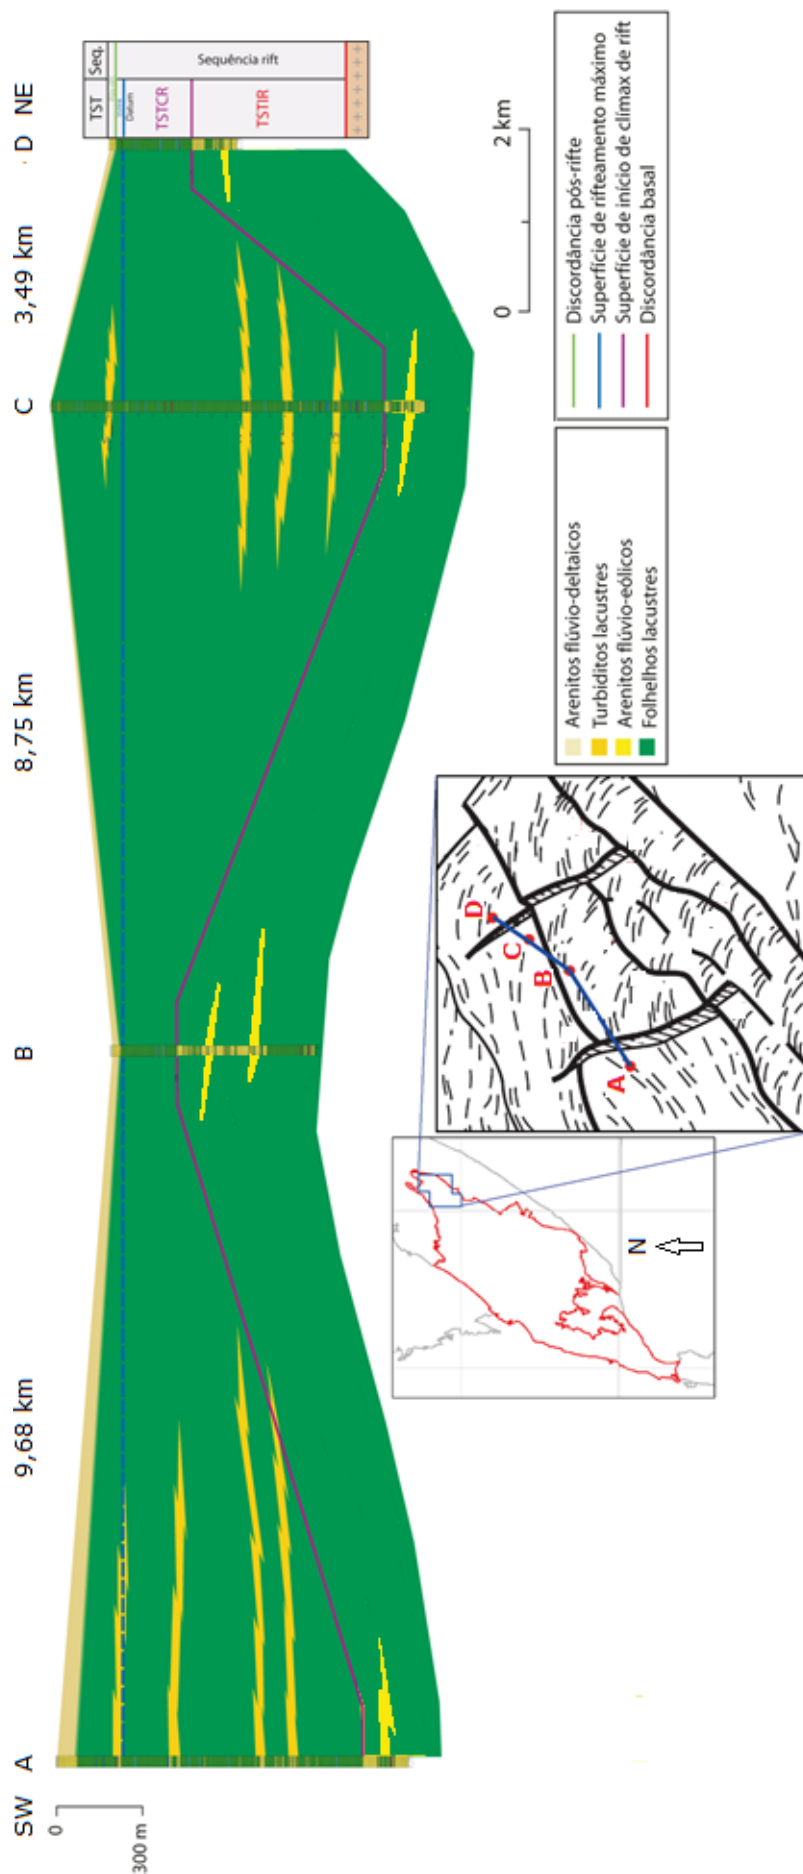 SW A 9,68 km B 8,75 km C 3,49 km D NE
0
300 m
TST
Seq.
Datum
TSTCR
TSTIR
Sequência rift
0 2 km
Arenitos flúvio-deltaicos
Turbiditos lacustres
Arenitos flúvio-eólicos
Folhelhos lacustres
Discordância pós-rifte
Superfície de rifteamento máximo
Superfície de início de clímax de rift
Discordância basal
N
A
B
C
D